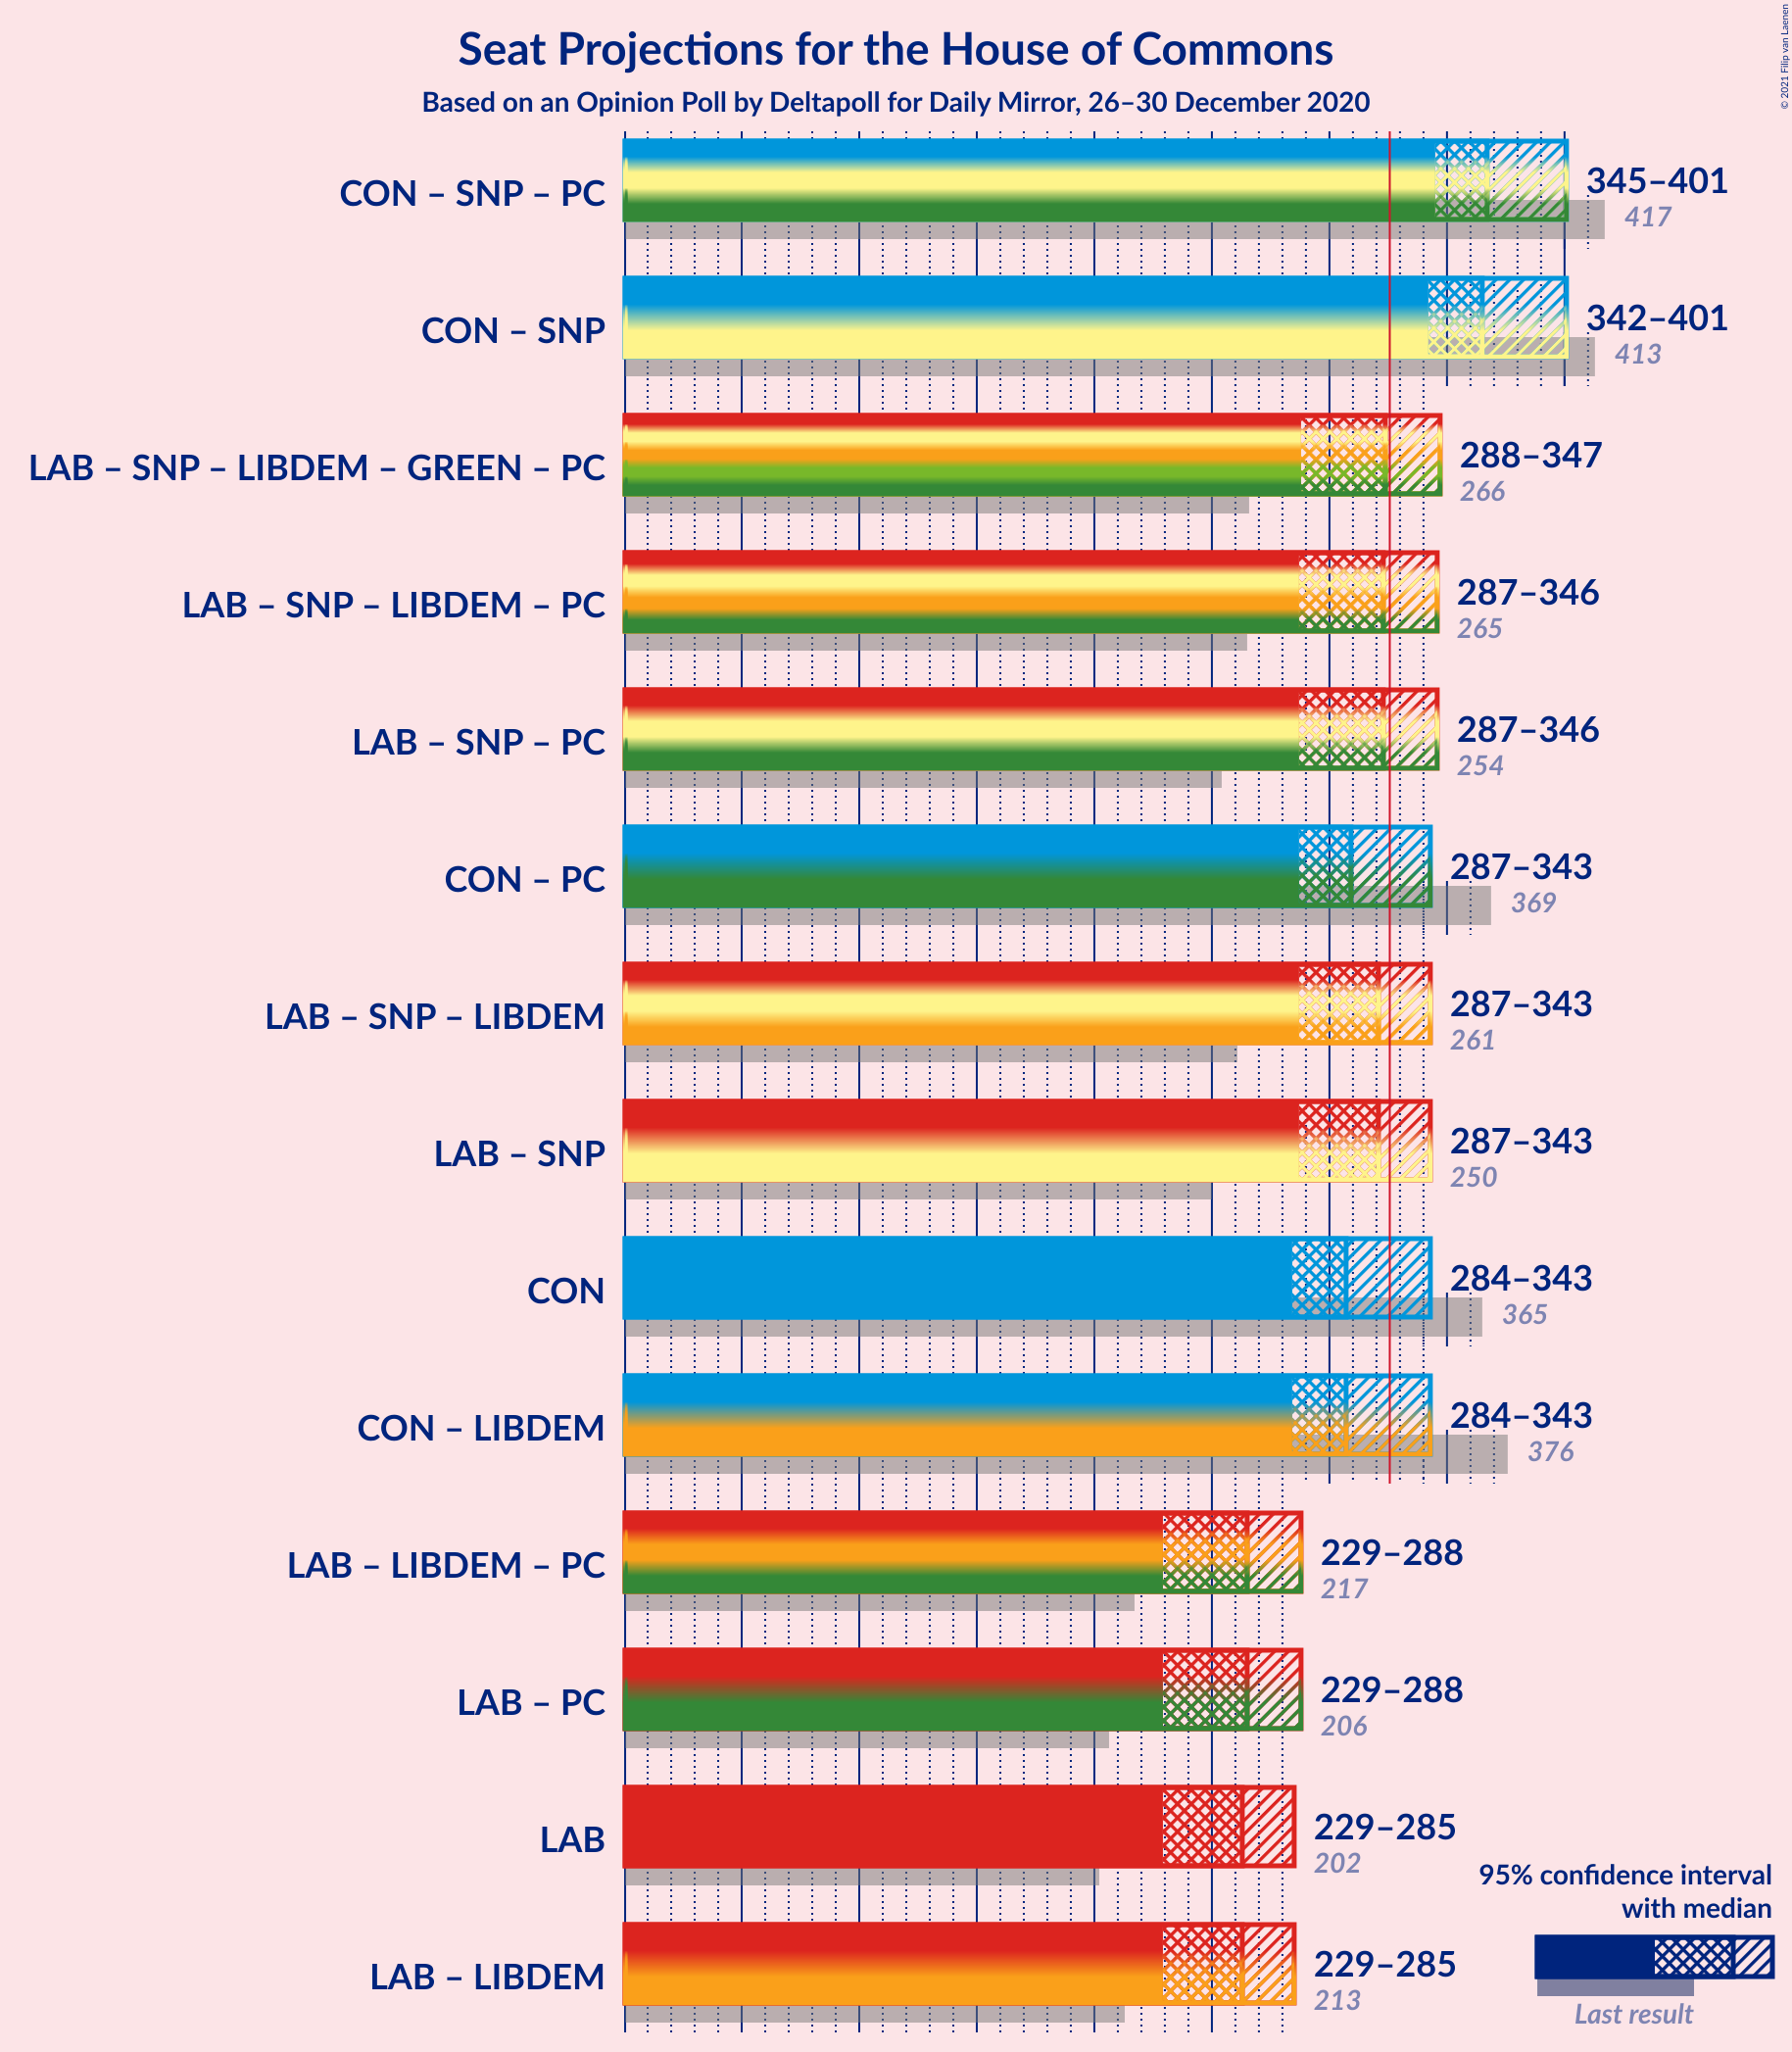 Seat Projections for the House of Commons
Based on an Opinion Poll by Deltapoll for Daily Mirror, 26–30 December 2020
© 2021 Filip van Laenen
CON – SNP – PC
345–401
417
CON – SNP
342–401
413
LAB – SNP – LIBDEM – GREEN – PC
288–347
266
LAB – SNP – LIBDEM – PC
287–346
265
LAB – SNP – PC
287–346
254
CON – PC
287–343
369
LAB – SNP – LIBDEM
287–343
261
LAB – SNP
287–343
250
CON
284–343
365
CON – LIBDEM
284–343
376
LAB – LIBDEM – PC
229–288
217
LAB – PC
229–288
206
LAB
229–285
202
LAB – LIBDEM
229–285
213
95% confidence interval
with median
Last result